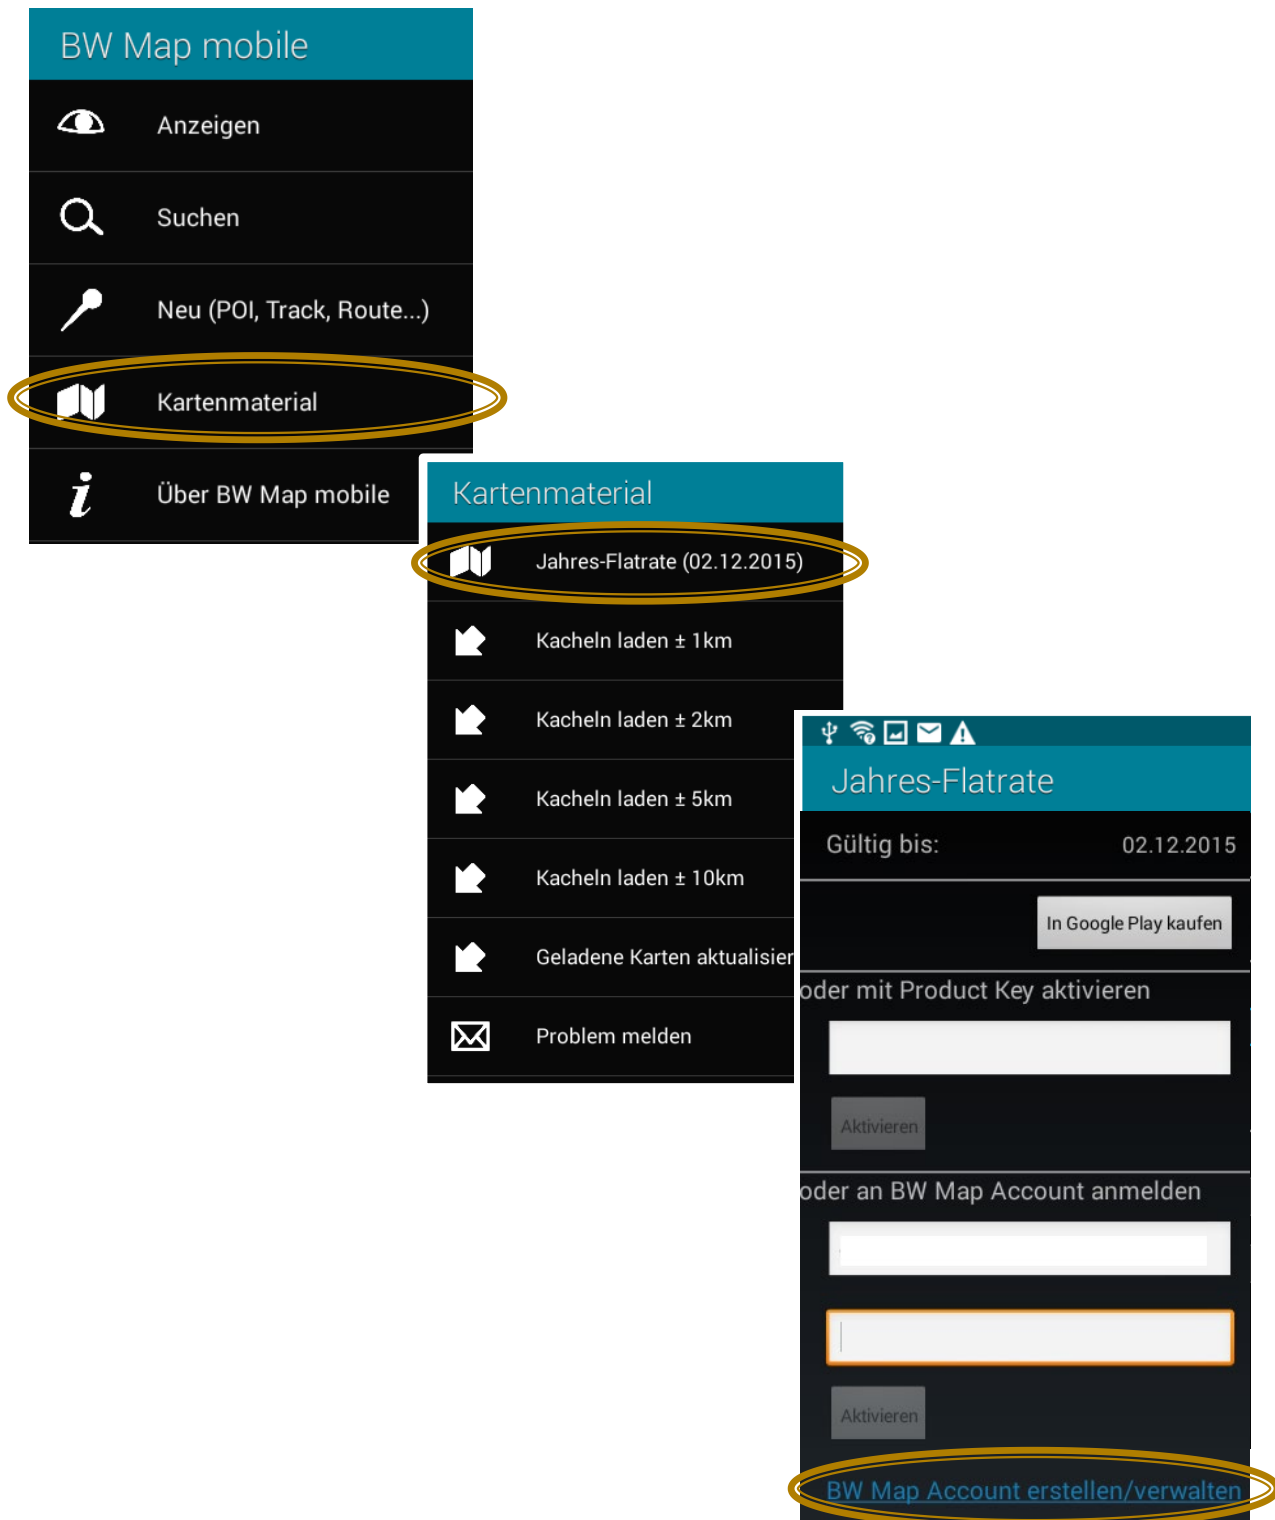 BW Map mobile
Anzeigen
Suchen
Neu (POI, Track, Route...)
Kartenmaterial
Über BW Map mobile
Kartenmaterial
Jahres-Flatrate (02.12.2015)
Kacheln laden ± 1km
Kacheln laden ± 2km
Kacheln laden ± 5km
Kacheln laden ± 10km
Geladene Karten aktualisier
Problem melden
Jahres-Flatrate
Gültig bis: 02.12.2015
In Google Play kaufen
oder mit Product Key aktivieren
Aktivieren
oder an BW Map Account anmelden
Aktivieren
BW Map Account erstellen/verwalten